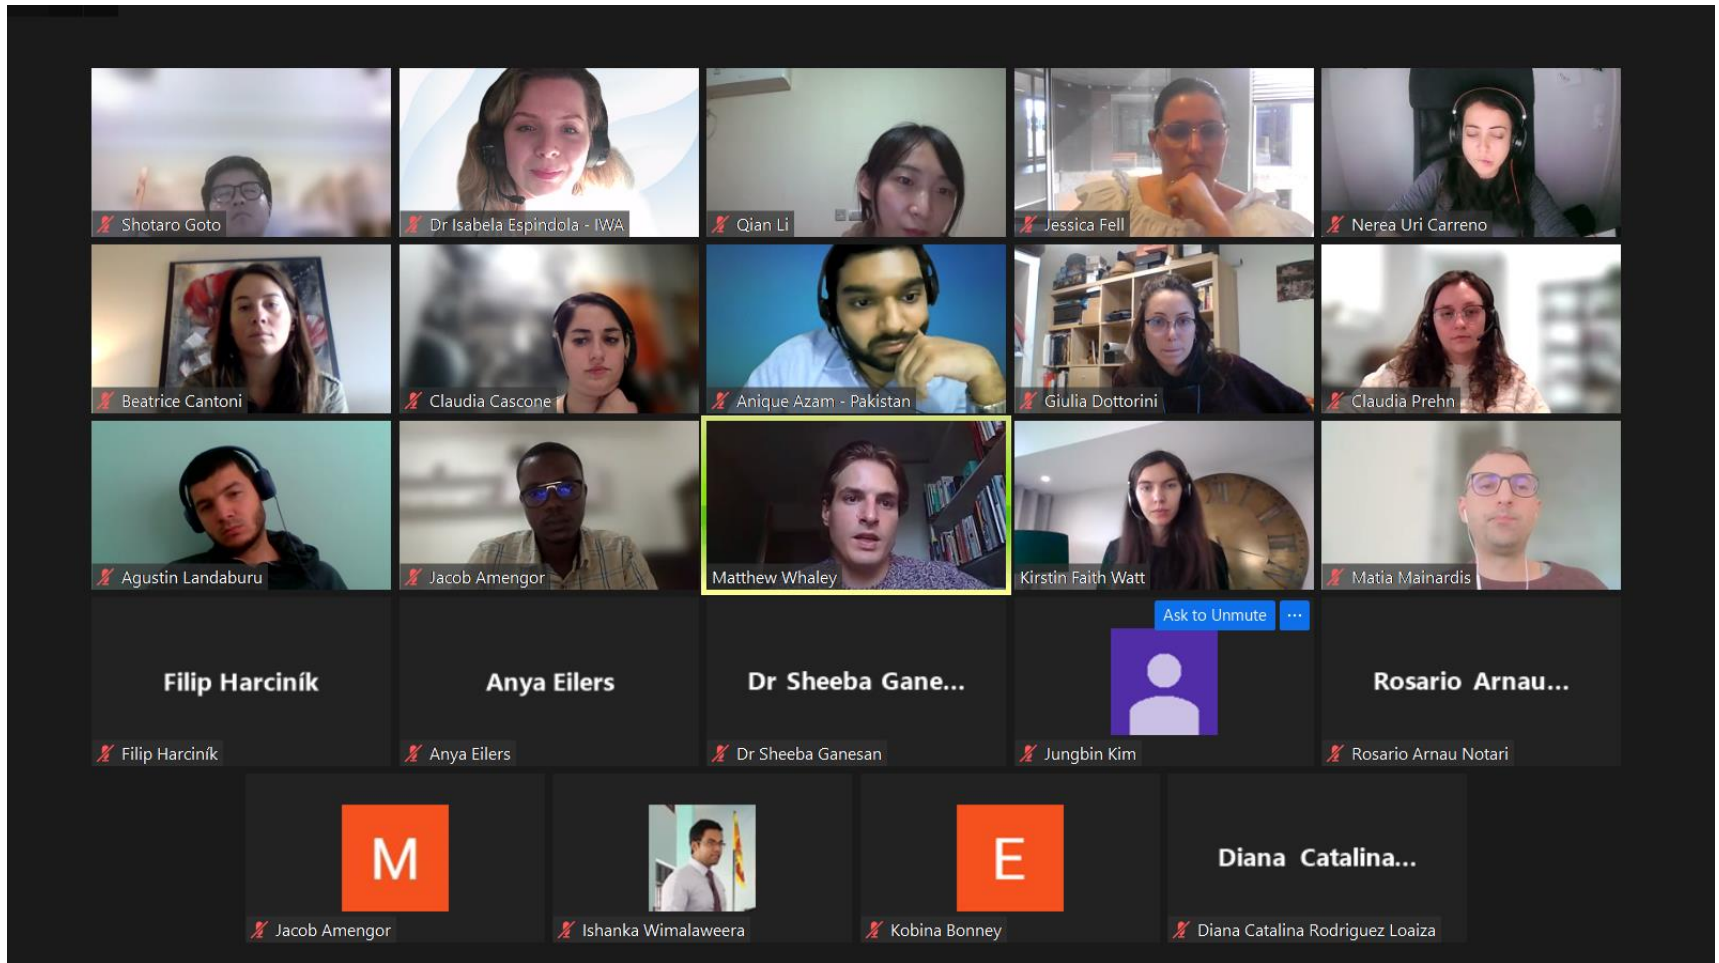 Shotaro Goto
Dr Isabela Espindola - IWA
Qian Li
Jessica Fell
Nerea Uri Carreno
Beatrice Cantoni
Claudia Cascone
Anique Azam - Pakistan
Giulia Dottorini
Claudia Prehn
Agustin Landaburu
Jacob Amengor
Matthew Whaley
Kirstin Faith Watt
Matia Mainardis
Ask to Unmute ...
Filip Harciník
Anya Eilers
Dr Sheeba Gane...
Rosario Arnau...
Filip Harciník
Anya Eilers
Dr Sheeba Ganesan
Jungbin Kim
Rosario Arnau Notari
M
E
Diana Catalina...
Jacob Amengor
Ishanka Wimalaweera
Kobina Bonney
Diana Catalina Rodriguez Loaiza